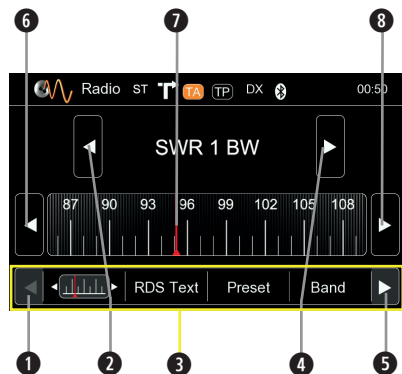 6 7 8
Radio ST TA TP DX 00:50
SWR 1 BW
87 90 93 96 99 102 105 108
RDS Text Preset Band
1 2 3 4 5